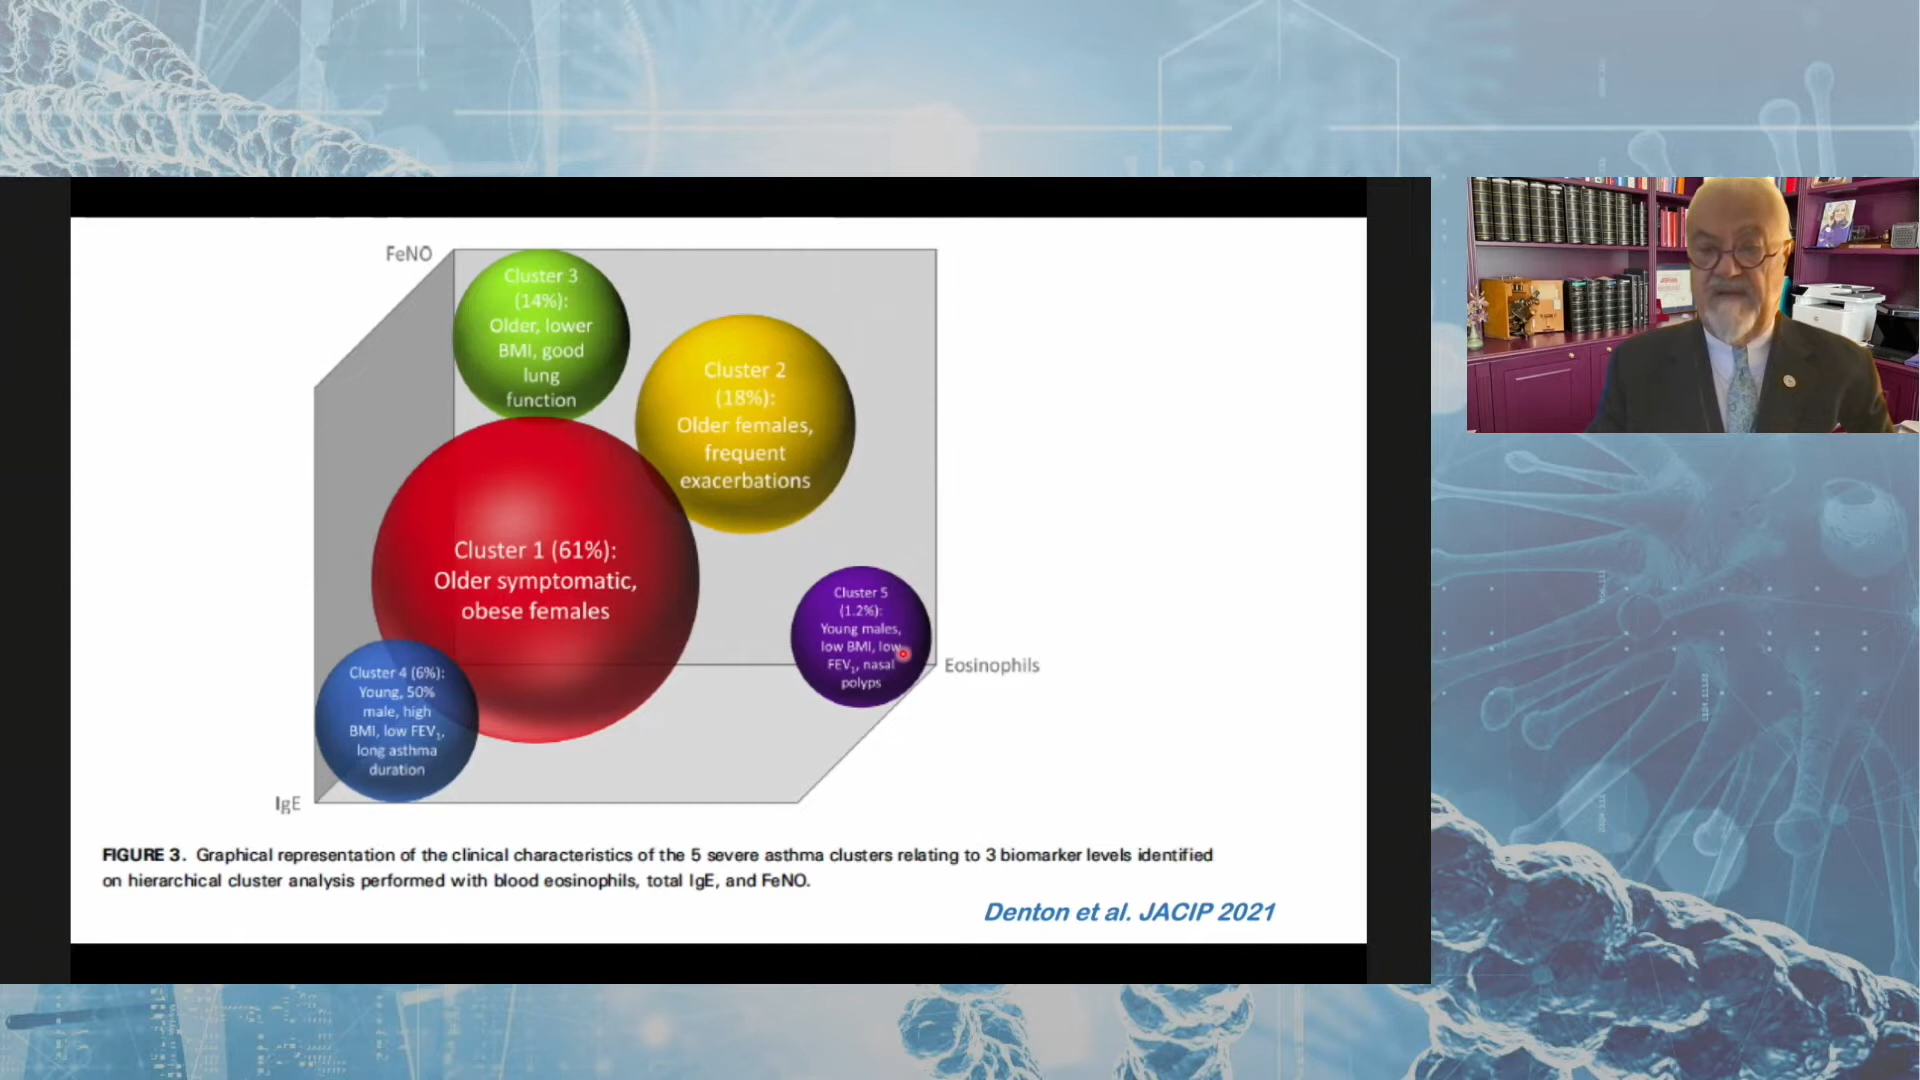 FeNO
Cluster 3
(14%):
Older, lower
BMI, good
lung
function
Cluster 2
(18%):
Older females,
frequent
exacerbations
Cluster 1 (61%):
Older symptomatic,
obese females
Cluster 5
(1.2%):
Young males,
low BMI, low
FEV₁, nasal
polyps
Eosinophils
Cluster 4 (6%):
Young, 50%
male, high
BMI, low FEV₁,
long asthma
duration
IgE
FIGURE 3. Graphical representation of the clinical characteristics of the 5 severe asthma clusters relating to 3 biomarker levels identified
on hierarchical cluster analysis performed with blood eosinophils, total IgE, and FeNO.
Denton et al. JACIP 2021